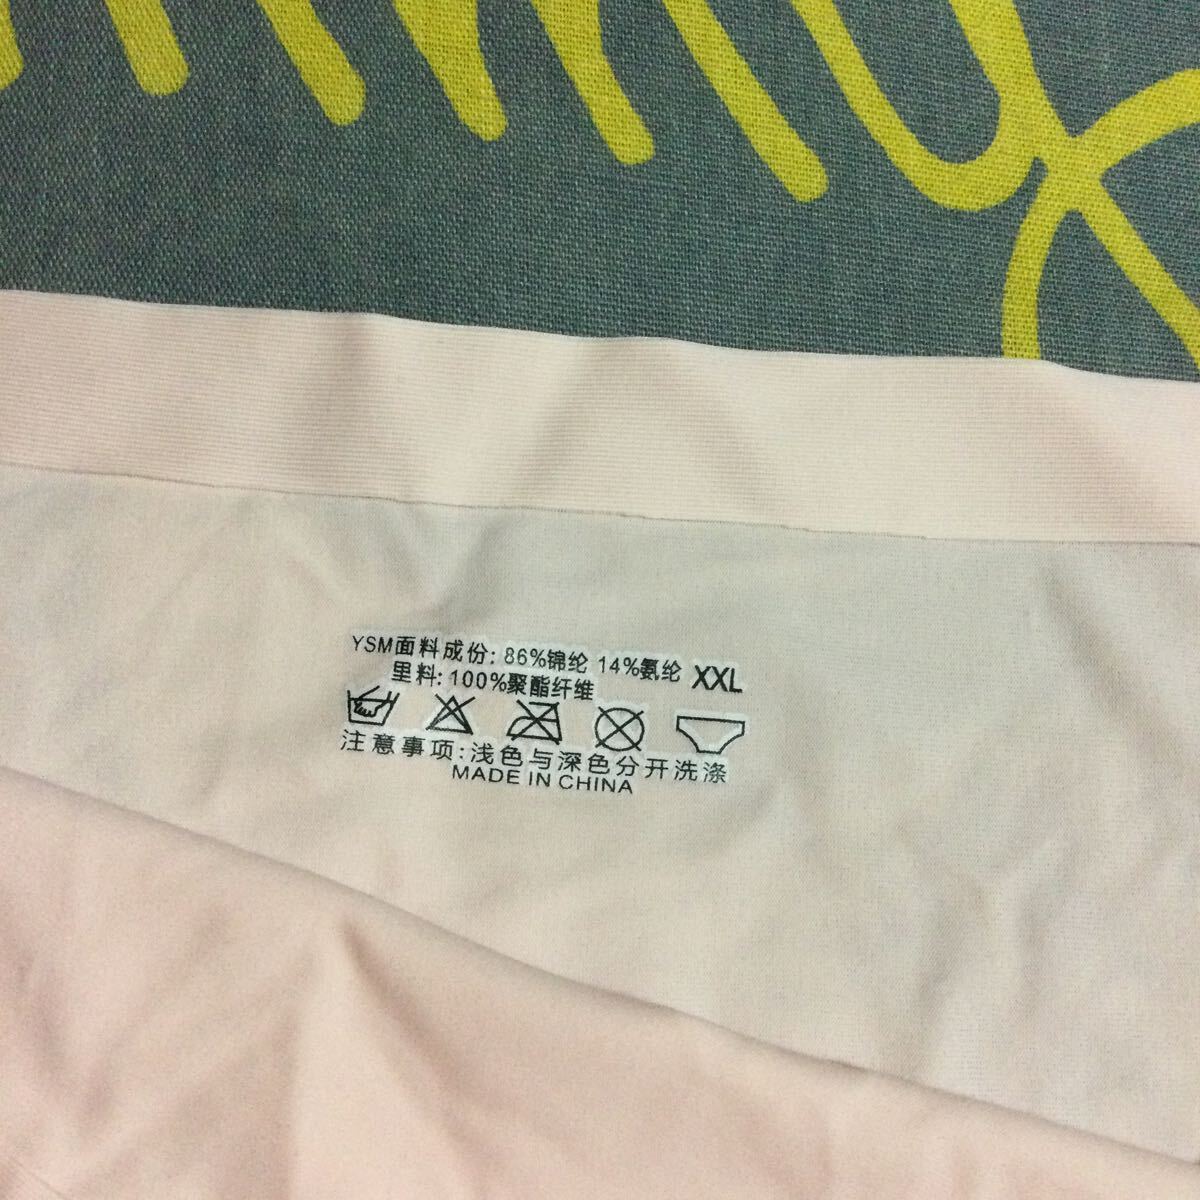 YSM面料成份: 86%锦纶 14%氨纶 XXL
里料: 100%聚酯纤维
注意事项:浅色与深色分开洗涤
MADE IN CHINA